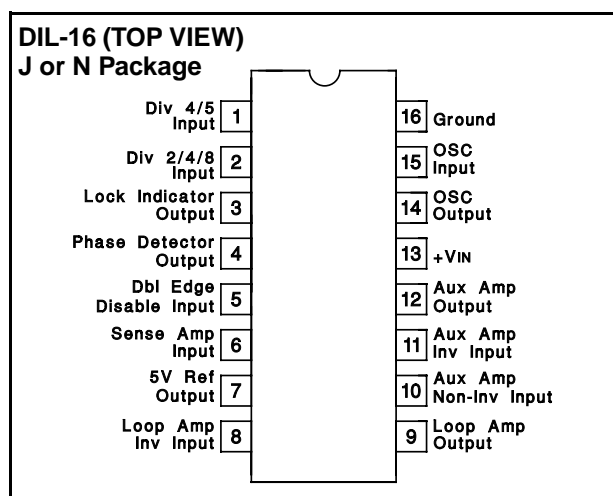 DIL-16 (TOP VIEW)
J or N Package
Div 4/5
Input
1
Div 2/4/8
Input
2
Lock Indicator
Output
3
Phase Detector
Output
4
Dbl Edge
Disable Input
5
Sense Amp
Input
6
5V Ref
Output
7
Loop Amp
Inv Input
8
16
Ground
15
OSC
Input
14
OSC
Output
13
+VIN
12
Aux Amp
Output
11
Aux Amp
Inv Input
10
Aux Amp
Non-Inv Input
9
Loop Amp
Output